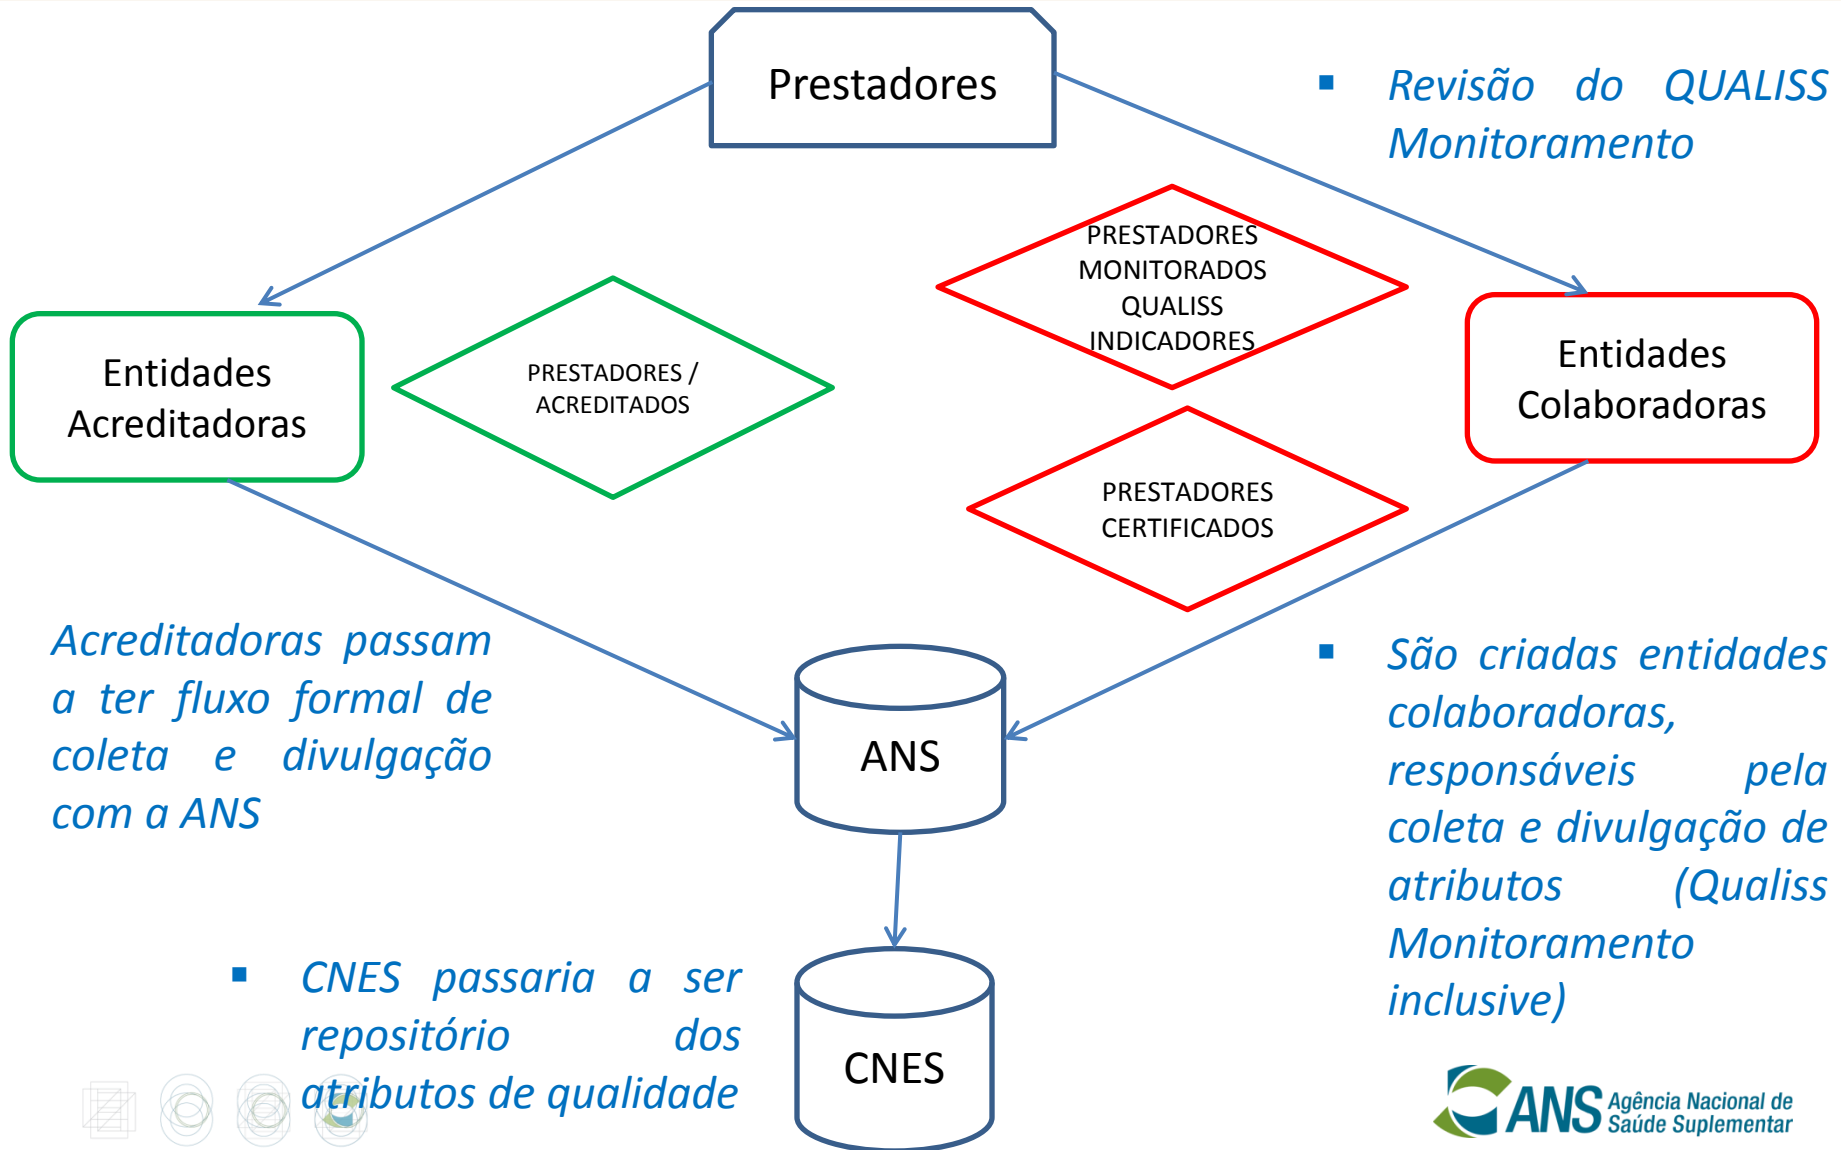 Prestadores
▪ Revisão do QUALISS
Monitoramento
PRESTADORES
MONITORADOS
QUALISS
INDICADORES
Entidades
Acreditadoras
PRESTADORES /
ACREDITADOS
Entidades
Colaboradoras
PRESTADORES
CERTIFICADOS
Acreditadoras passam
a ter fluxo formal de
coleta e divulgação
com a ANS
ANS
▪ São criadas entidades
colaboradoras,
responsáveis pela
coleta e divulgação de
atributos (Qualiss
Monitoramento
inclusive)
▪ CNES passaria a ser
repositório dos
atributos de qualidade
CNES
ANS Agência Nacional de
Saúde Suplementar